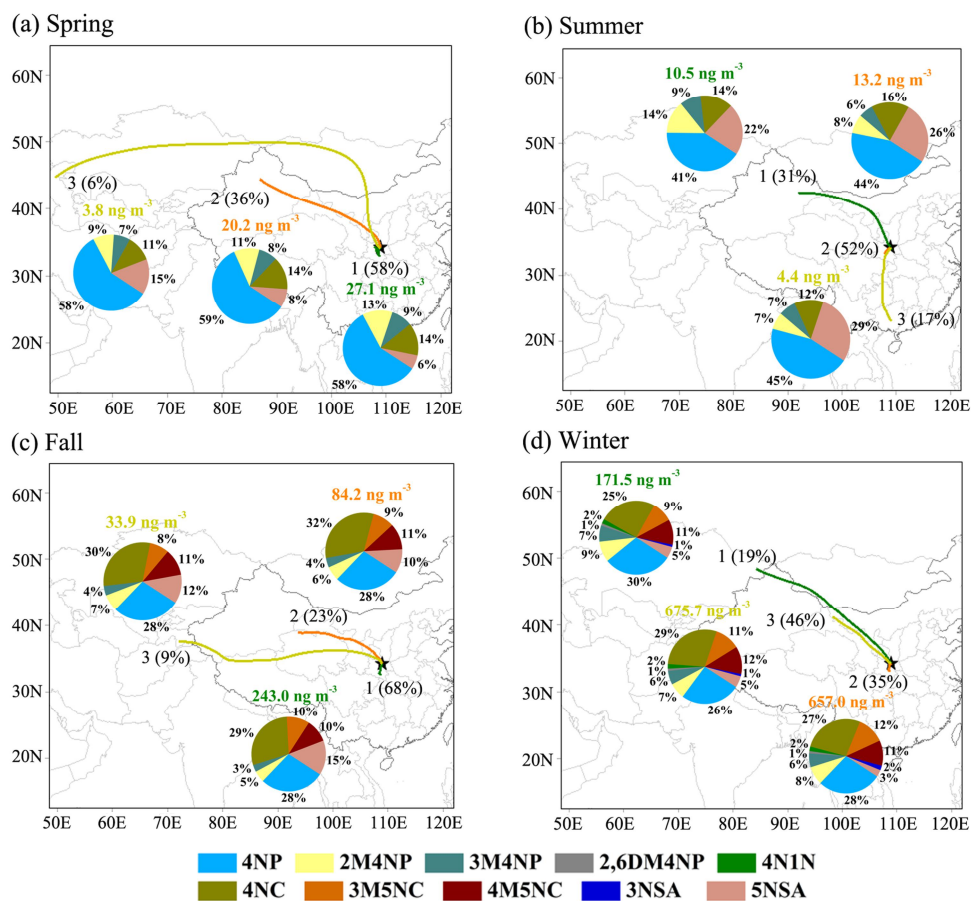 (a) Spring
60N
50N
40N
30N
20N
50E 60E 70E 80E 90E 100E 110E 120E
3 (6%)
2 (36%)
1 (58%)
3.8 ng m⁻³
9% 7% 11% 15% 58%
20.2 ng m⁻³
11% 8% 14% 8% 59%
27.1 ng m⁻³
13% 9% 14% 6% 58%
(b) Summer
60N
50N
40N
30N
20N
50E 60E 70E 80E 90E 100E 110E 120E
10.5 ng m⁻³
9% 14% 14% 22% 41%
13.2 ng m⁻³
6% 16% 8% 26% 44%
1 (31%)
2 (52%)
3 (17%)
4.4 ng m⁻³
7% 12% 7% 29% 45%
(c) Fall
60N
50N
40N
30N
20N
50E 60E 70E 80E 90E 100E 110E 120E
33.9 ng m⁻³
30% 8% 11% 4% 12% 7% 28%
84.2 ng m⁻³
32% 9% 11% 4% 10% 6% 28%
2 (23%)
3 (9%)
1 (68%)
243.0 ng m⁻³
29% 10% 10% 3% 15% 5% 28%
(d) Winter
60N
50N
40N
30N
20N
50E 60E 70E 80E 90E 100E 110E 120E
171.5 ng m⁻³
25% 9% 2% 1% 11% 7% 1% 5% 9% 30%
1 (19%)
3 (46%)
2 (35%)
675.7 ng m⁻³
29% 11% 2% 12% 1% 1% 6% 5% 7% 26%
657.0 ng m⁻³
27% 12% 2% 11% 1% 6% 2% 3% 8% 28%
4NP 2M4NP 3M4NP 2,6DM4NP 4N1N
4NC 3M5NC 4M5NC 3NSA 5NSA